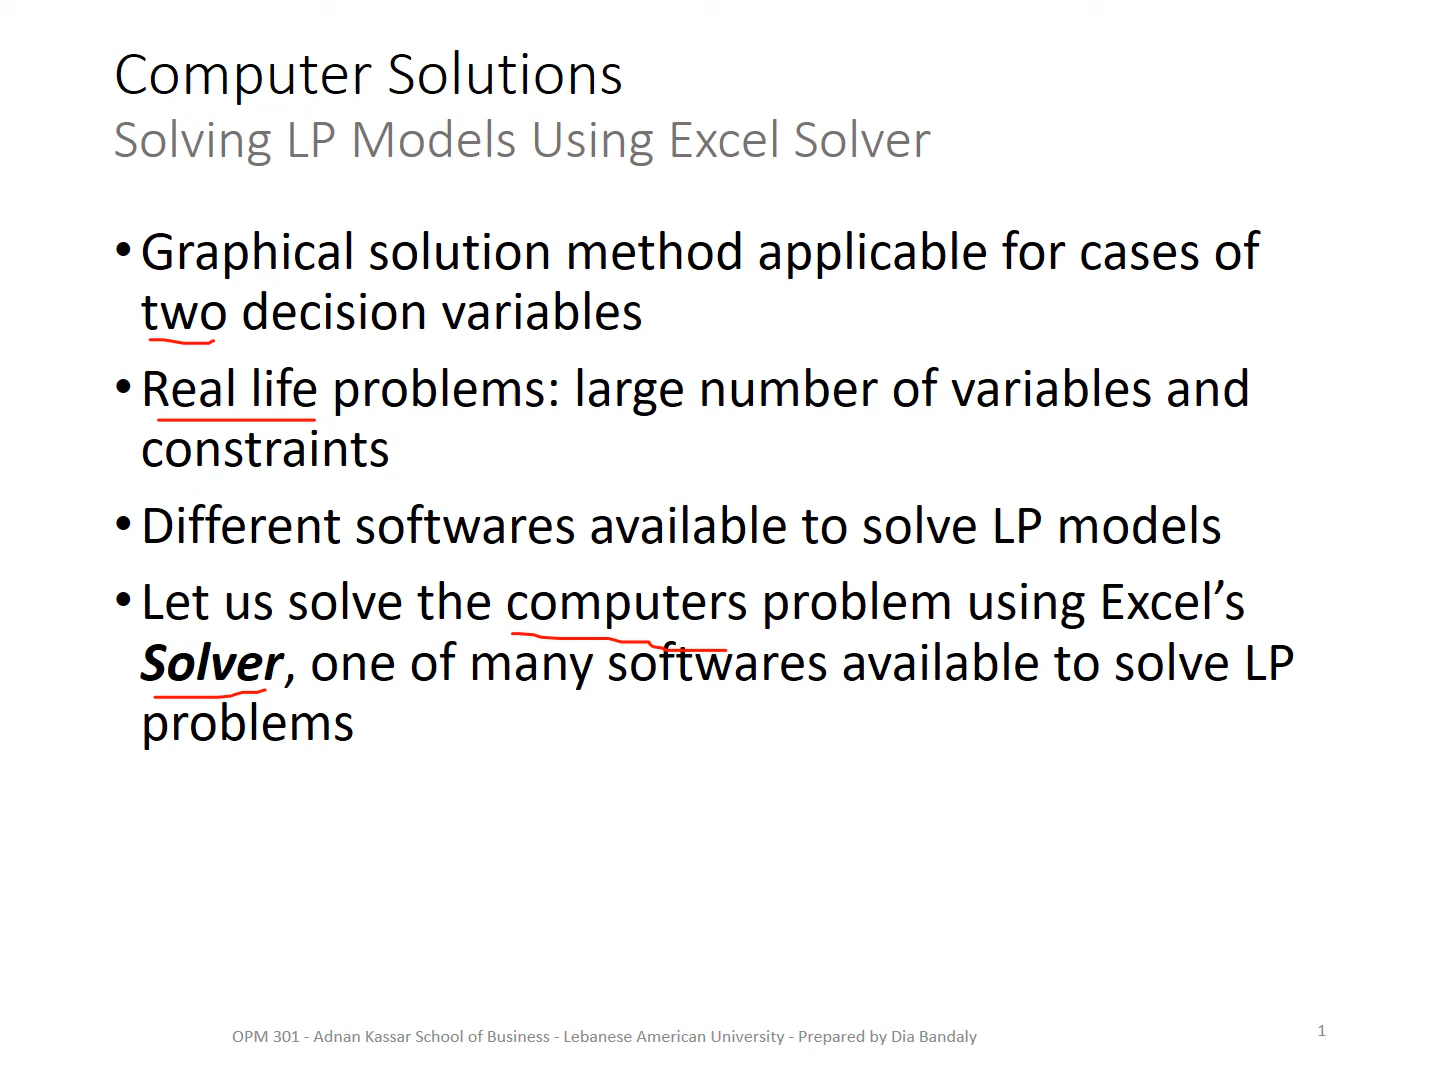 Computer Solutions
Solving LP Models Using Excel Solver
• Graphical solution method applicable for cases of
two decision variables
• Real life problems: large number of variables and
constraints
• Different softwares available to solve LP models
• Let us solve the computers problem using Excel’s
Solver, one of many softwares available to solve LP
problems
OPM 301 - Adnan Kassar School of Business - Lebanese American University - Prepared by Dia Bandaly
1